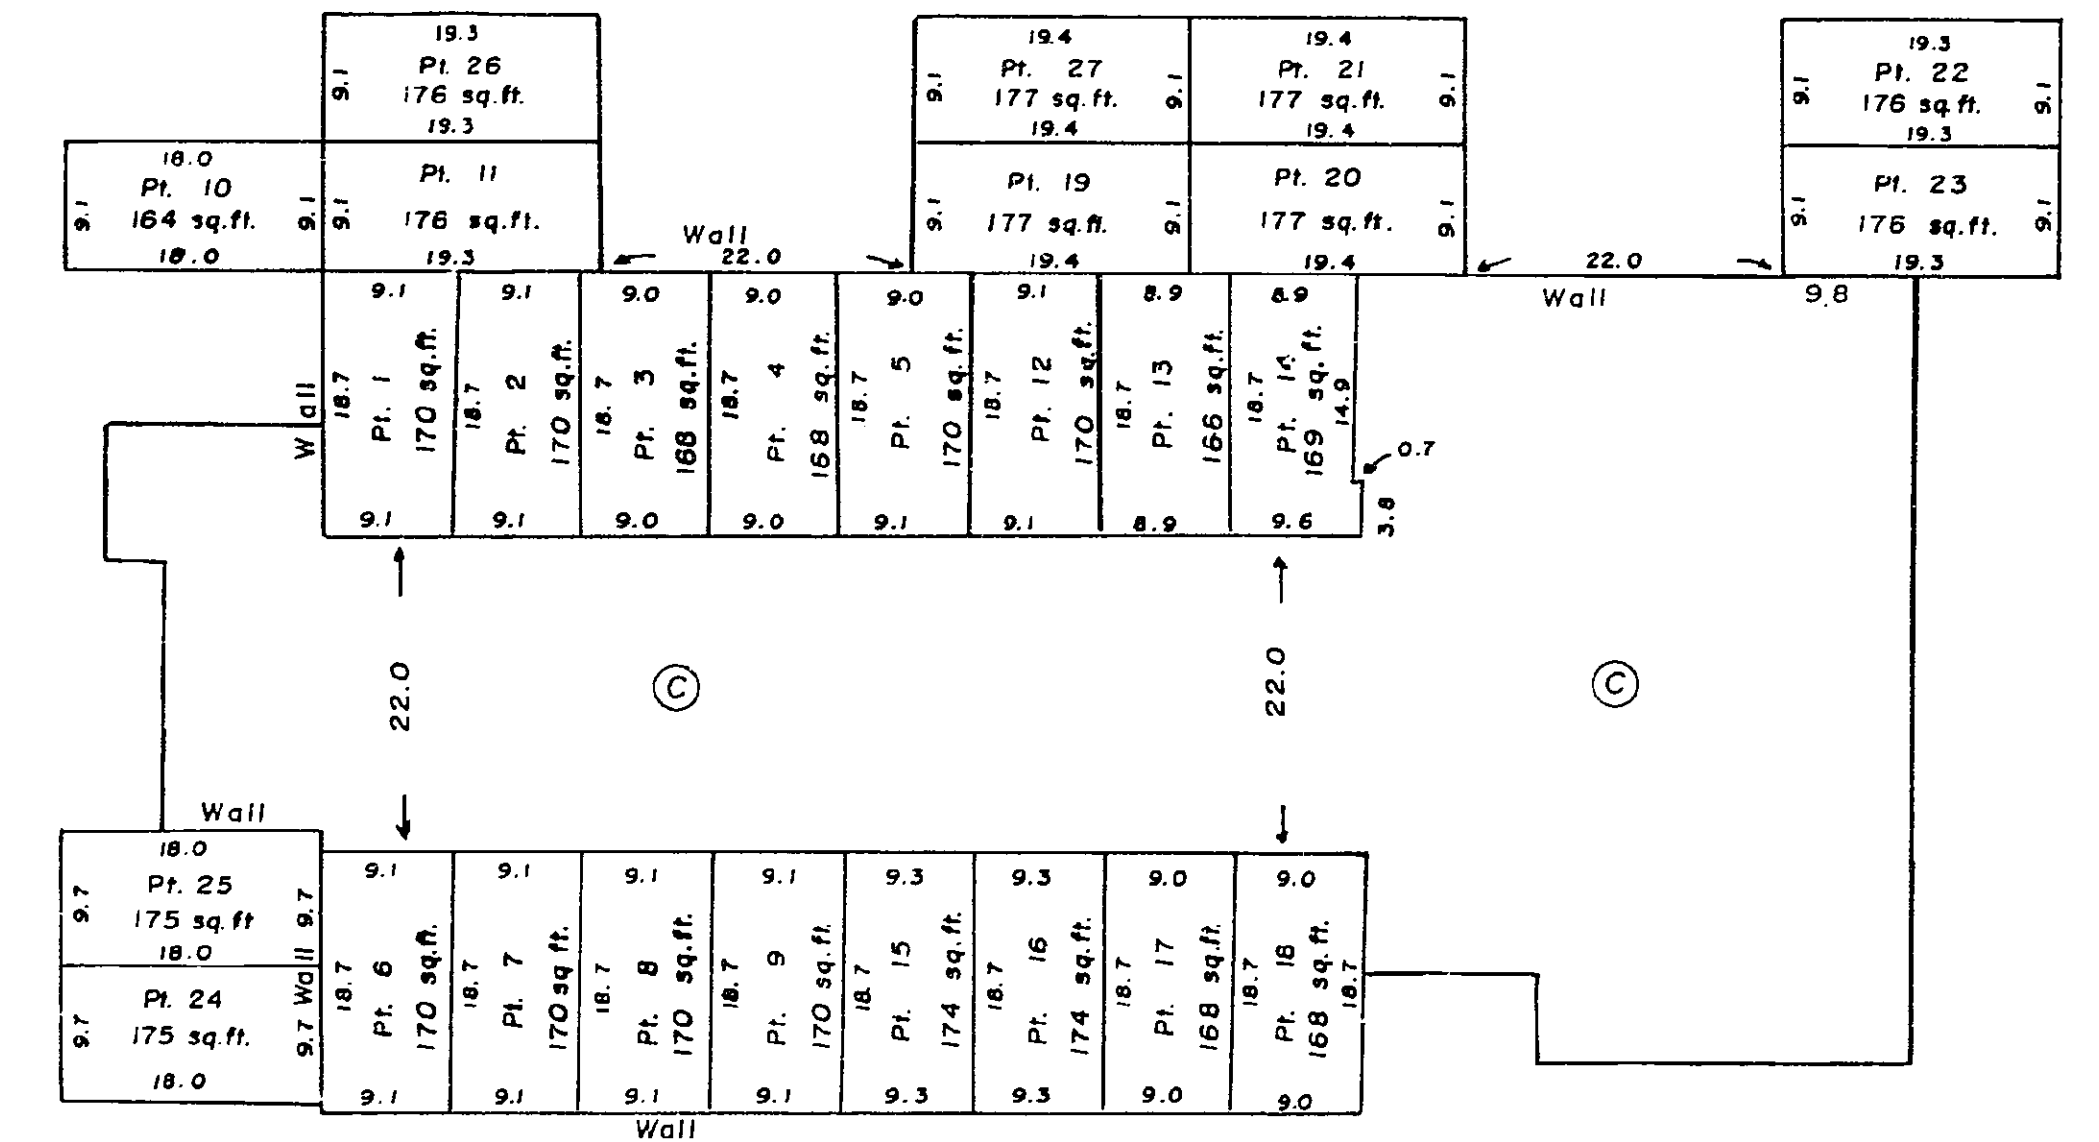 19.3
Pt. 26
9.1
176 sq.ft.
19.3
19.4
Pt. 27
9.1
177 sq.ft.
9.1
19.4
19.4
Pt. 21
177 sq.ft.
9.1
19.4
19.3
Pt. 22
9.1
176 sq.ft.
9.1
19.3
18.0
Pt. 10
9.1
164 sq.ft.
9.1
18.0
Pt. 11
9.1
176 sq.ft.
19.3
Wall
22.0
Pt. 19
9.1
177 sq.ft.
9.1
19.4
Pt. 20
177 sq.ft.
9.1
19.4
22.0
Wall
Pt. 23
9.1
176 sq.ft.
9.1
19.3
9.8
Wall
9.1
18.7
Pt. 1
170 sq.ft.
9.1
9.1
18.7
Pt. 2
170 sq.ft.
9.1
9.0
18.7
Pt. 3
168 sq.ft.
9.0
9.0
18.7
Pt. 4
168 sq.ft.
9.0
9.0
18.7
Pt. 5
170 sq.ft.
9.1
9.1
18.7
Pt. 12
170 sq.ft.
9.1
8.9
18.7
Pt. 13
166 sq.ft.
8.9
8.9
18.7
Pt. 14
169 sq.ft.
14.9
9.6
0.7
3.8
22.0
C
22.0
C
Wall
18.0
Pt. 25
9.7
175 sq.ft
9.7
18.0
Wall
Pt. 24
9.7
175 sq.ft.
9.7
18.0
9.1
18.7
Pt. 6
170 sq.ft.
9.1
9.1
18.7
Pt. 7
170 sq ft.
9.1
9.1
18.7
Pt. 8
170 sq.ft.
9.1
9.1
18.7
Pt. 9
170 sq.ft.
9.1
9.3
18.7
Pt. 15
174 sq.ft.
9.3
9.3
18.7
Pt. 16
174 sq.ft.
9.3
9.0
18.7
Pt. 17
168 sq.ft.
9.0
9.0
18.7
Pt. 18
168 sq.ft.
18.7
9.0
Wall